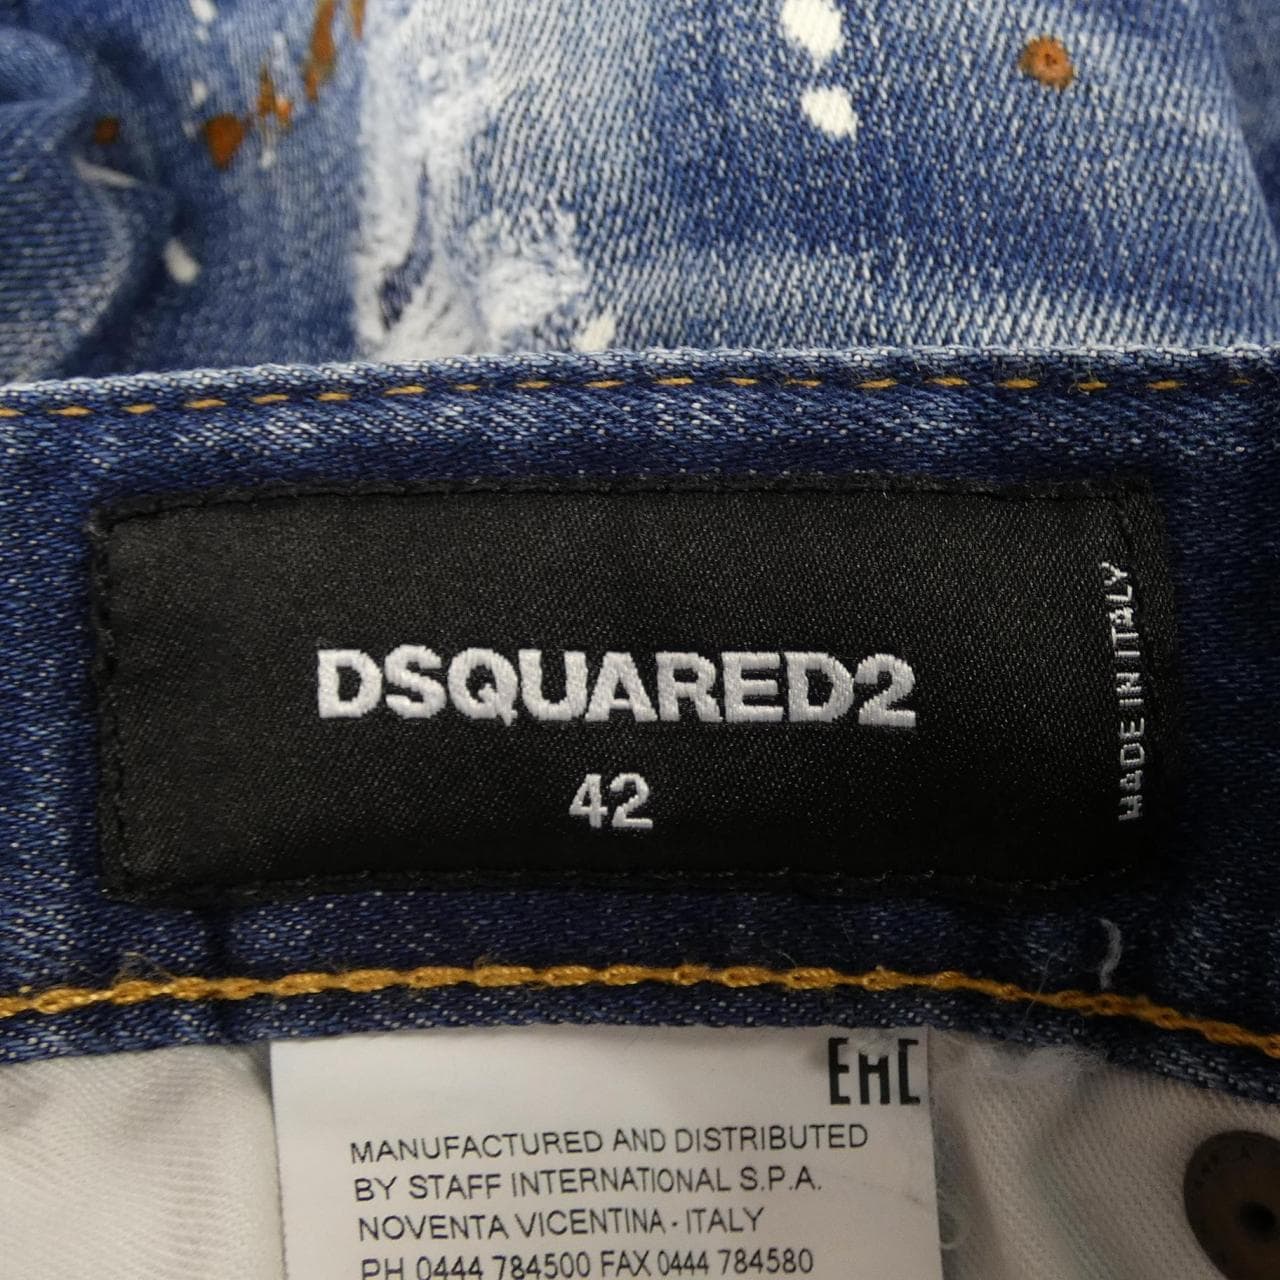 DSQUARED2
42
MADE IN ITALY
EAC
MANUFACTURED AND DISTRIBUTED
BY STAFF INTERNATIONAL S.P.A.
NOVENTA VICENTINA - ITALY
PH 0444 784500 FAX 0444 784580